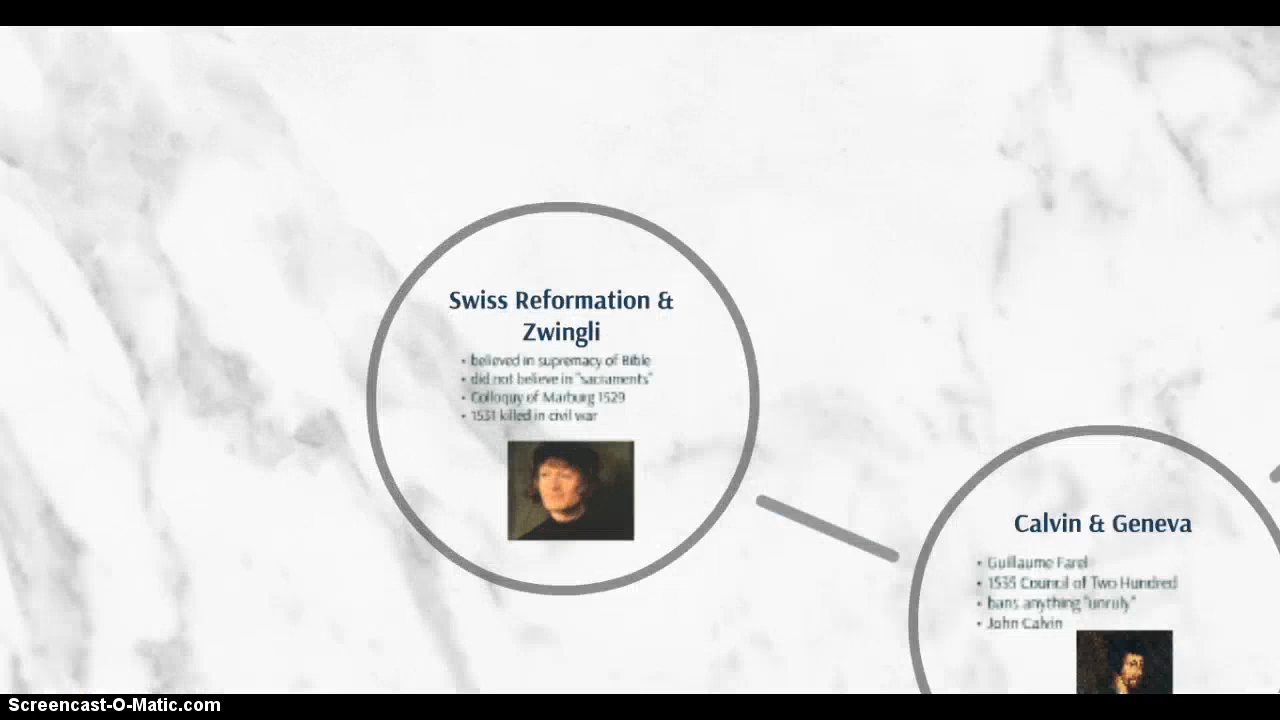 Swiss Reformation &
Zwingli
• believed in supremacy of Bible
• did not believe in "sacraments"
• Colloquy of Marburg 1529
• 1531 killed in civil war
Calvin & Geneva
• Guillaume Farel
• 1535 Council of Two Hundred
• bans anything "unruly"
• John Calvin
Screencast-O-Matic.com